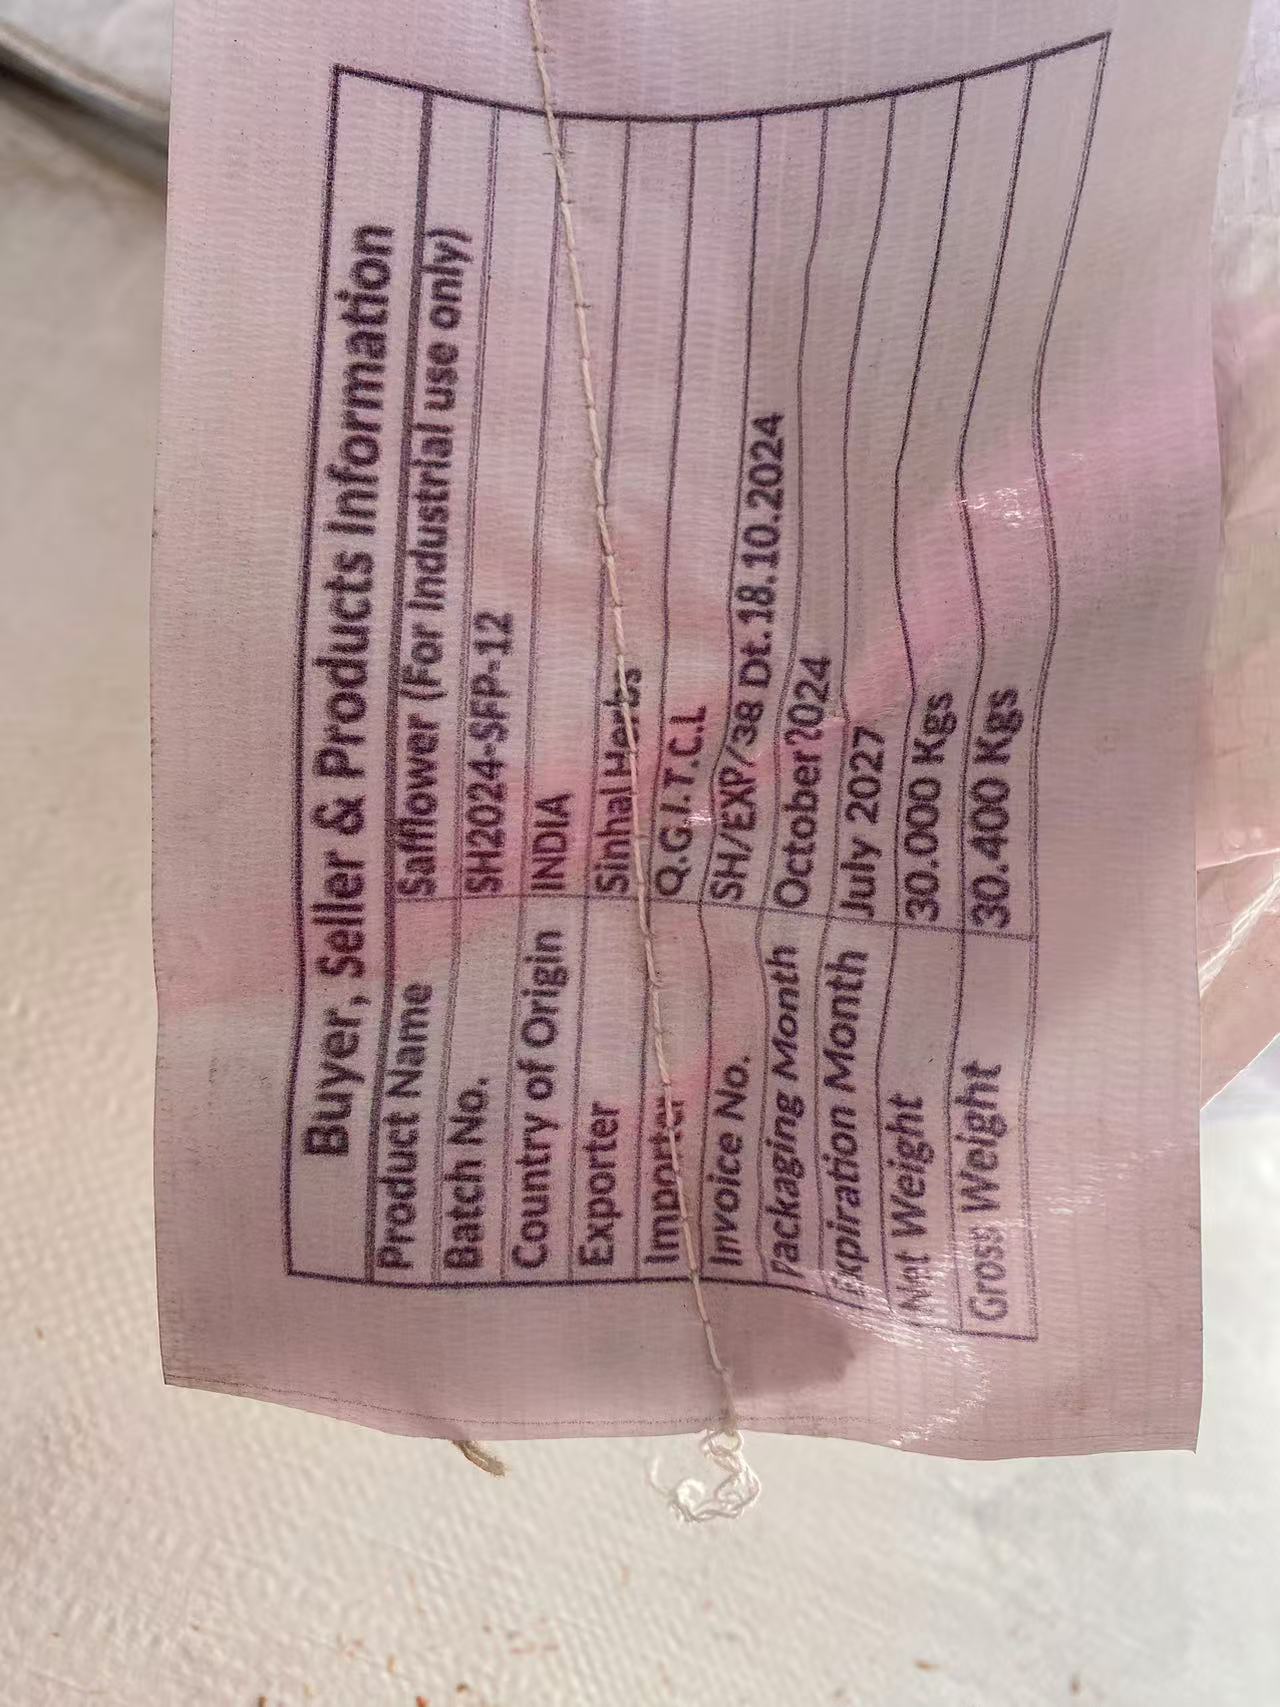 Buyer, Seller & Products Information
Product Name Safflower (For Industrial use only)
Batch No. SH2024-SFP-12
Country of Origin INDIA
Exporter Sinhal Herbs
Importer Q.G.I.T.C.L
Invoice No. SH/EXP/38 Dt.18.10.2024
Packaging Month October 2024
Expiration Month July 2027
Net Weight 30.000 Kgs
Gross Weight 30.400 Kgs